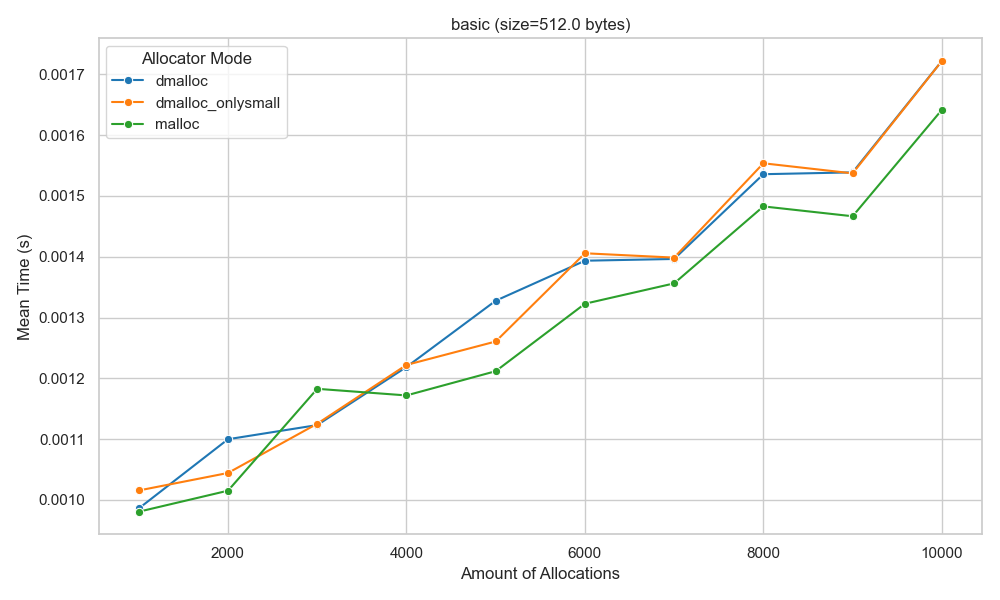 basic (size=512.0 bytes)
Allocator Mode
dmalloc
dmalloc_onlysmall
malloc
Mean Time (s)
0.0017
0.0016
0.0015
0.0014
0.0013
0.0012
0.0011
0.0010
2000
4000
6000
8000
10000
Amount of Allocations